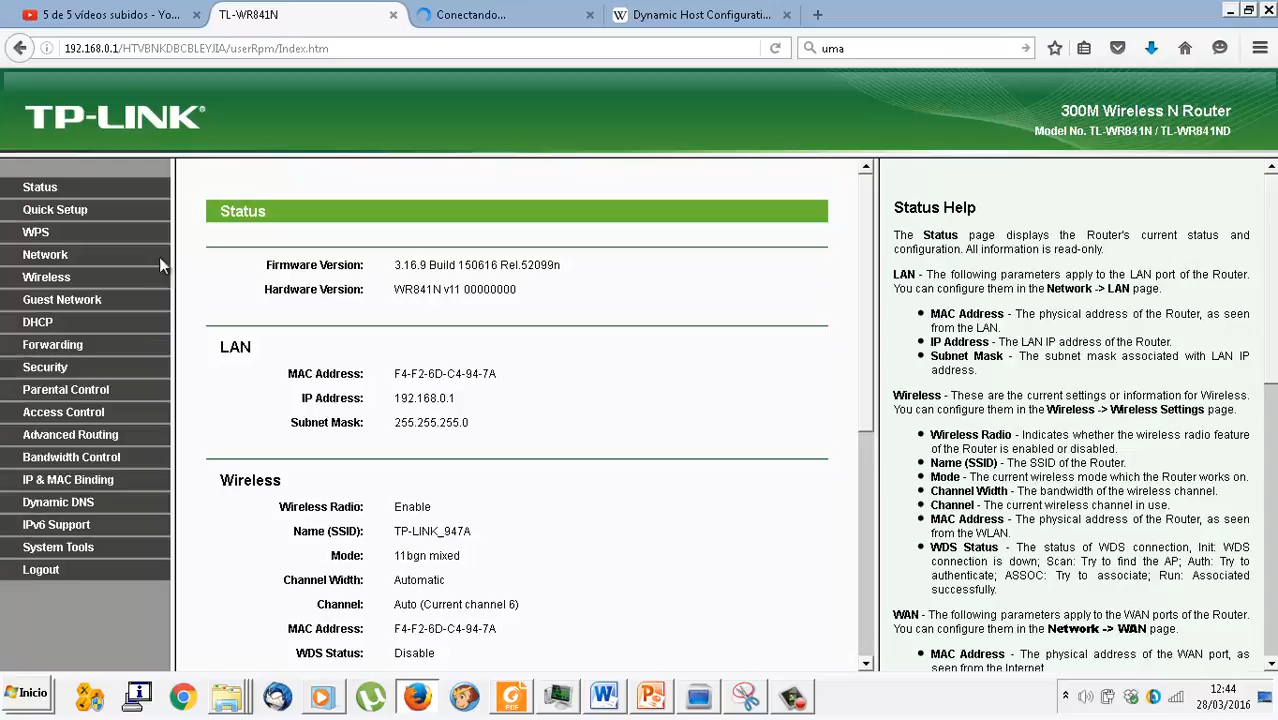 5 de 5 vídeos subidos - Yo...
TL-WR841N
Conectando...
W Dynamic Host Configurati...
192.168.0.1/HTVBNKDBCBLEYJIA/userRpm/Index.htm
uma
TP-LINK®
300M Wireless N Router
Model No. TL-WR841N / TL-WR841ND
Status
Quick Setup
WPS
Network
Wireless
Guest Network
DHCP
Forwarding
Security
Parental Control
Access Control
Advanced Routing
Bandwidth Control
IP & MAC Binding
Dynamic DNS
IPv6 Support
System Tools
Logout
Status
Firmware Version: 3.16.9 Build 150616 Rel.52099n
Hardware Version: WR841N v11 00000000
LAN
MAC Address: F4-F2-6D-C4-94-7A
IP Address: 192.168.0.1
Subnet Mask: 255.255.255.0
Wireless
Wireless Radio: Enable
Name (SSID): TP-LINK_947A
Mode: 11bgn mixed
Channel Width: Automatic
Channel: Auto (Current channel 6)
MAC Address: F4-F2-6D-C4-94-7A
WDS Status: Disable
Status Help
The Status page displays the Router's current status and
configuration. All information is read-only.
LAN - The following parameters apply to the LAN port of the Router.
You can configure them in the Network -> LAN page.
MAC Address - The physical address of the Router, as seen
from the LAN.
IP Address - The LAN IP address of the Router.
Subnet Mask - The subnet mask associated with LAN IP
address.
Wireless - These are the current settings or information for Wireless.
You can configure them in the Wireless -> Wireless Settings page.
Wireless Radio - Indicates whether the wireless radio feature
of the Router is enabled or disabled.
Name (SSID) - The SSID of the Router.
Mode - The current wireless mode which the Router works on.
Channel Width - The bandwidth of the wireless channel.
Channel - The current wireless channel in use.
MAC Address - The physical address of the Router, as seen
from the WLAN.
WDS Status - The status of WDS connection, Init: WDS
connection is down; Scan: Try to find the AP; Auth: Try to
authenticate; ASSOC: Try to associate; Run: Associated
successfully.
WAN - The following parameters apply to the WAN ports of the Router.
You can configure them in the Network -> WAN page.
MAC Address - The physical address of the WAN port, as
seen from the Internet.
Inicio
PDF
W
P
12:44
28/03/2016